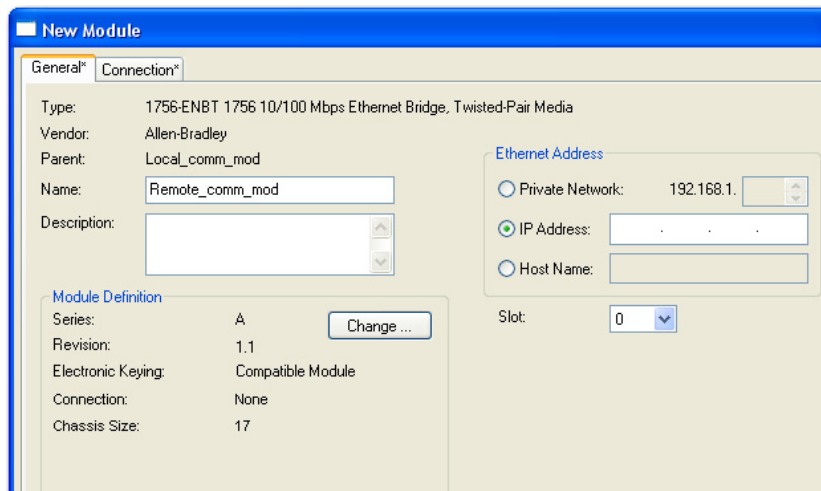 New Module
General* Connection*
Type: 1756-ENBT 1756 10/100 Mbps Ethernet Bridge, Twisted-Pair Media
Vendor: Allen-Bradley
Parent: Local_comm_mod
Name: Remote_comm_mod
Description:
Ethernet Address
Private Network: 192.168.1.
IP Address: . . .
Host Name:
Slot: 0
Module Definition
Series: A
Change ...
Revision: 1.1
Electronic Keying: Compatible Module
Connection: None
Chassis Size: 17